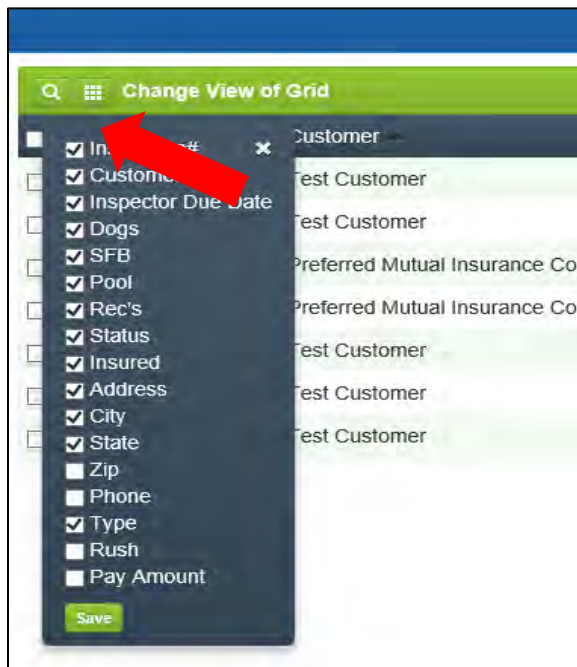 Change View of Grid
Customer
Customer
Test Customer
Inspector Due Date
Dogs
Test Customer
SFB
Preferred Mutual Insurance Co
Pool
Rec's
Preferred Mutual Insurance Co
Status
Insured
Test Customer
Address
Test Customer
City
State
Test Customer
Zip
Phone
Type
Rush
Pay Amount
Save